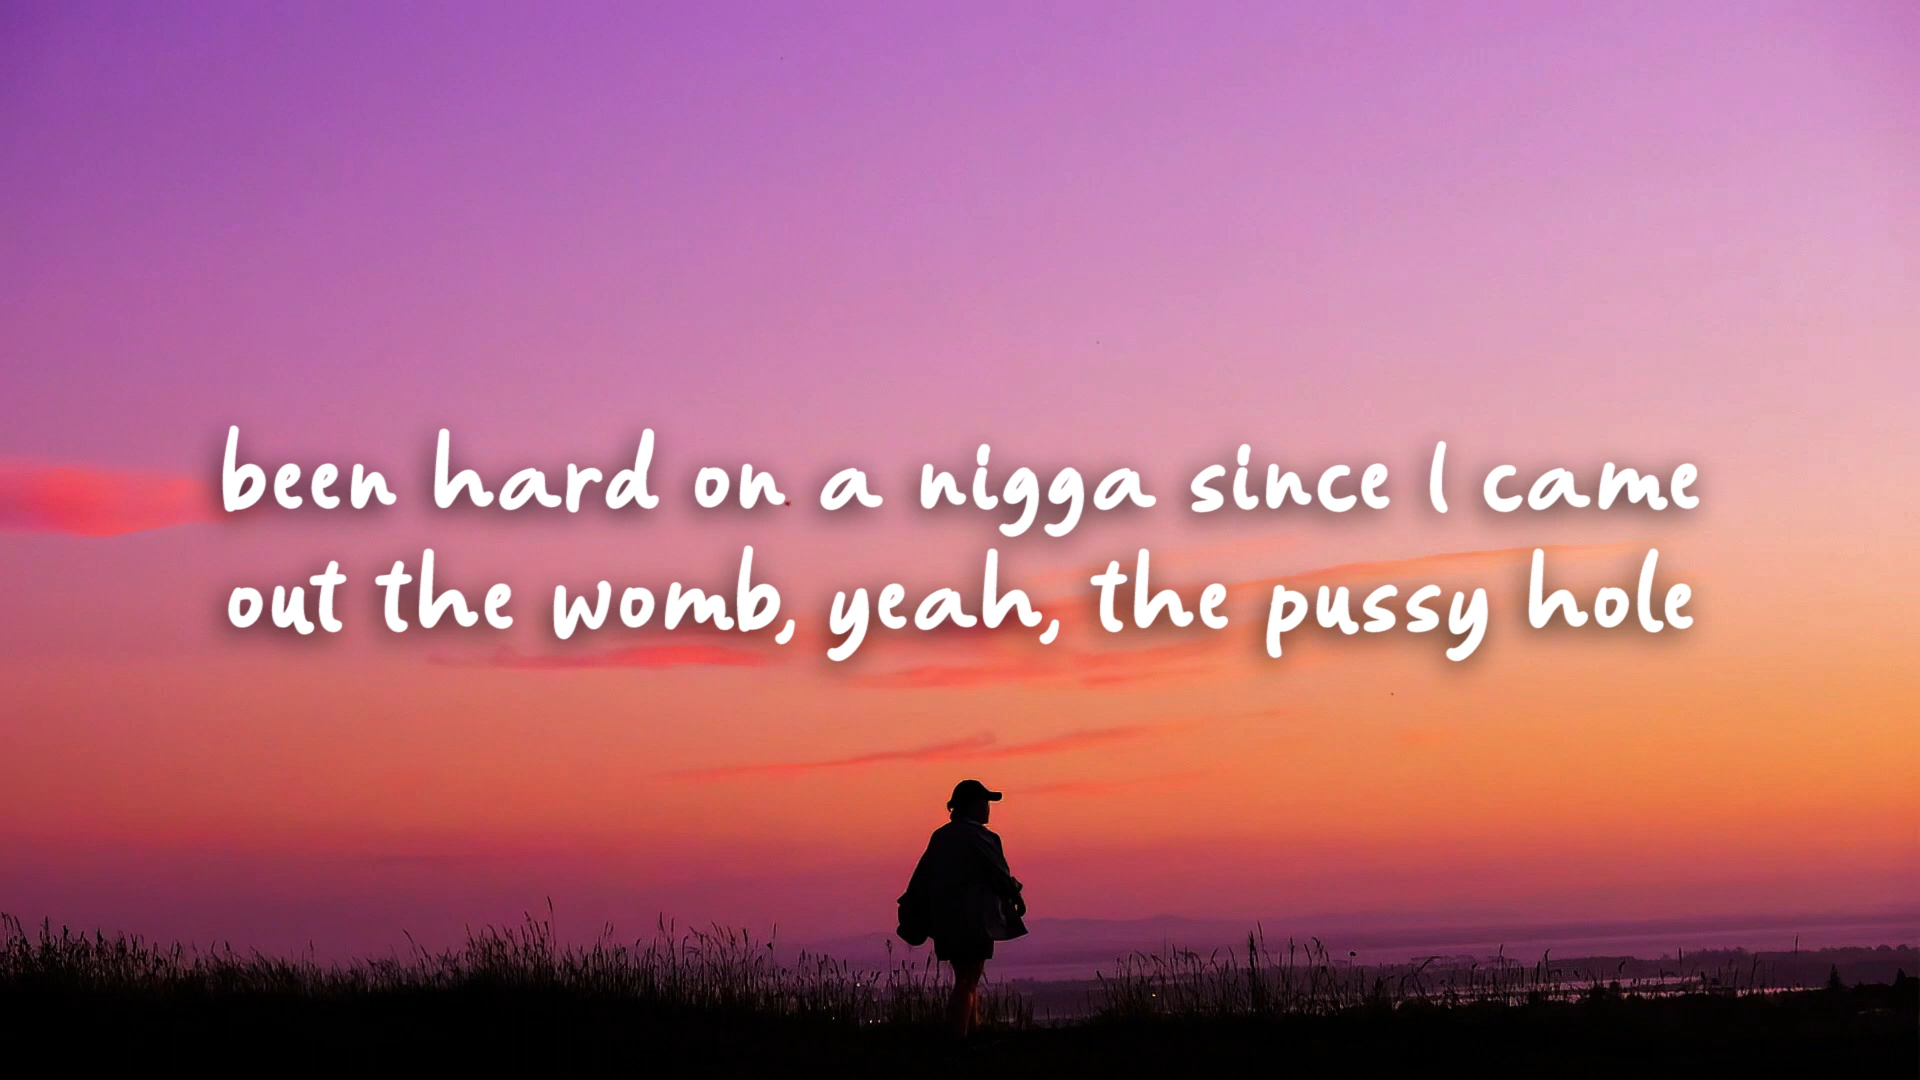 been hard on a nigga since I came
out the womb, yeah, the pussy hole